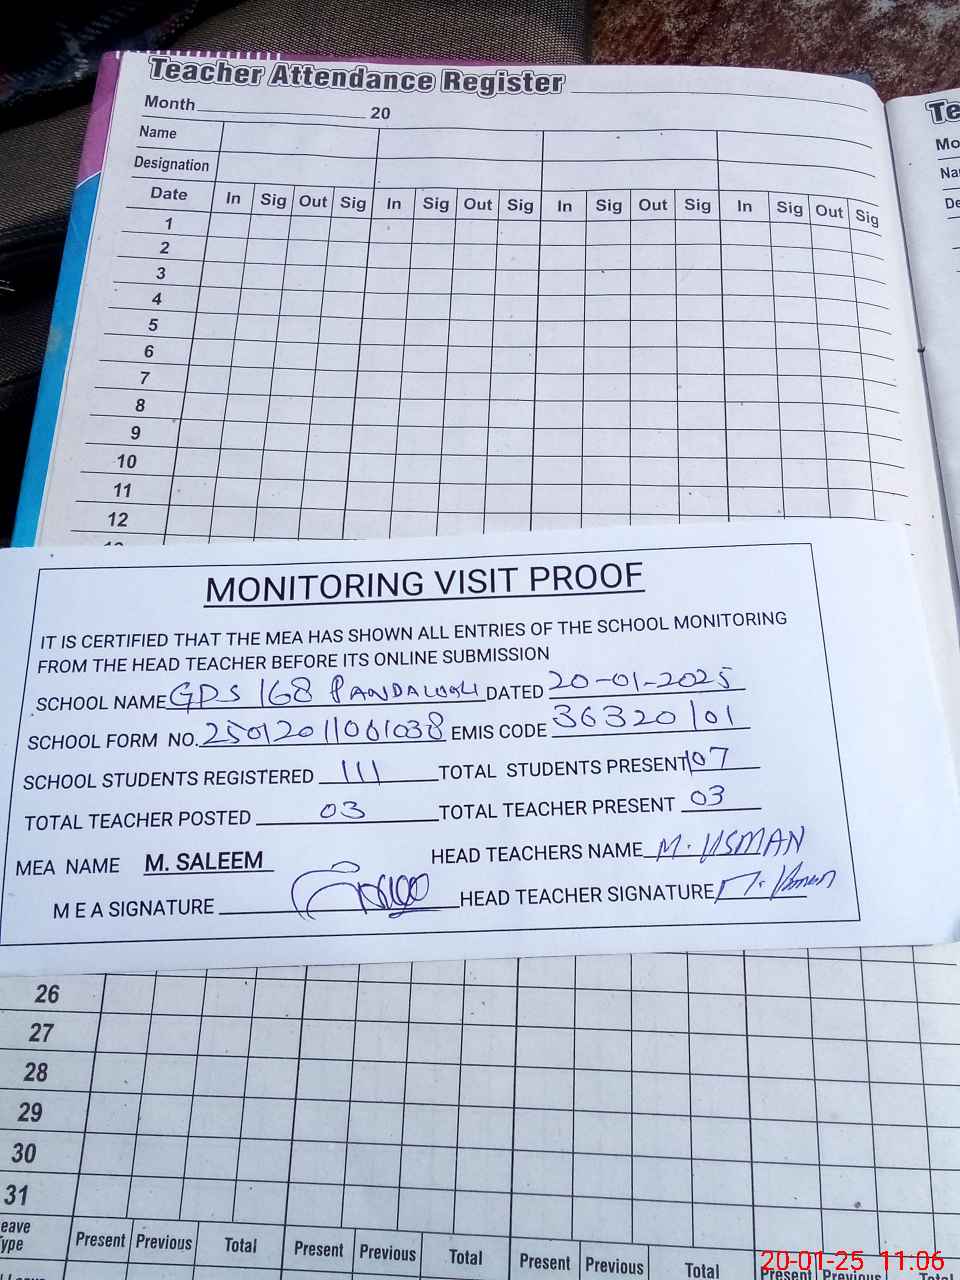 Teacher Attendance Register
Month 20
Name
Designation
Date In Sig Out Sig In Sig Out Sig In Sig Out Sig In Sig Out Sig
1
2
3
4
5
6
7
8
9
10
11
12
MONITORING VISIT PROOF
IT IS CERTIFIED THAT THE MEA HAS SHOWN ALL ENTRIES OF THE SCHOOL MONITORING
FROM THE HEAD TEACHER BEFORE ITS ONLINE SUBMISSION
SCHOOL NAME GPS 168 DATED 20-01-2025
SCHOOL FORM NO. 25012011061038 EMIS CODE 36320101
SCHOOL STUDENTS REGISTERED 111 TOTAL STUDENTS PRESENT 107
TOTAL TEACHER POSTED 03 TOTAL TEACHER PRESENT 03
MEA NAME M. SALEEM HEAD TEACHERS NAME M. USMAN
M E A SIGNATURE HEAD TEACHER SIGNATURE M. Usman
26
27
28
29
30
31
Present Previous Total Present Previous Total Present Previous Total Present Previous
20-01-25 11:06